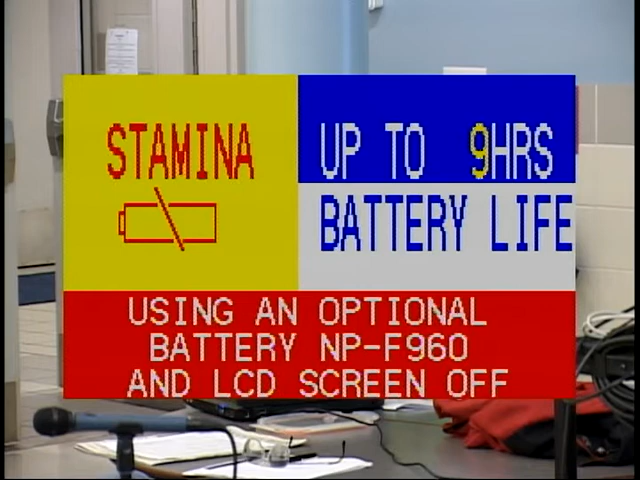 STAMINA
UP TO 9HRS
BATTERY LIFE
USING AN OPTIONAL
BATTERY NP-F960
AND LCD SCREEN OFF